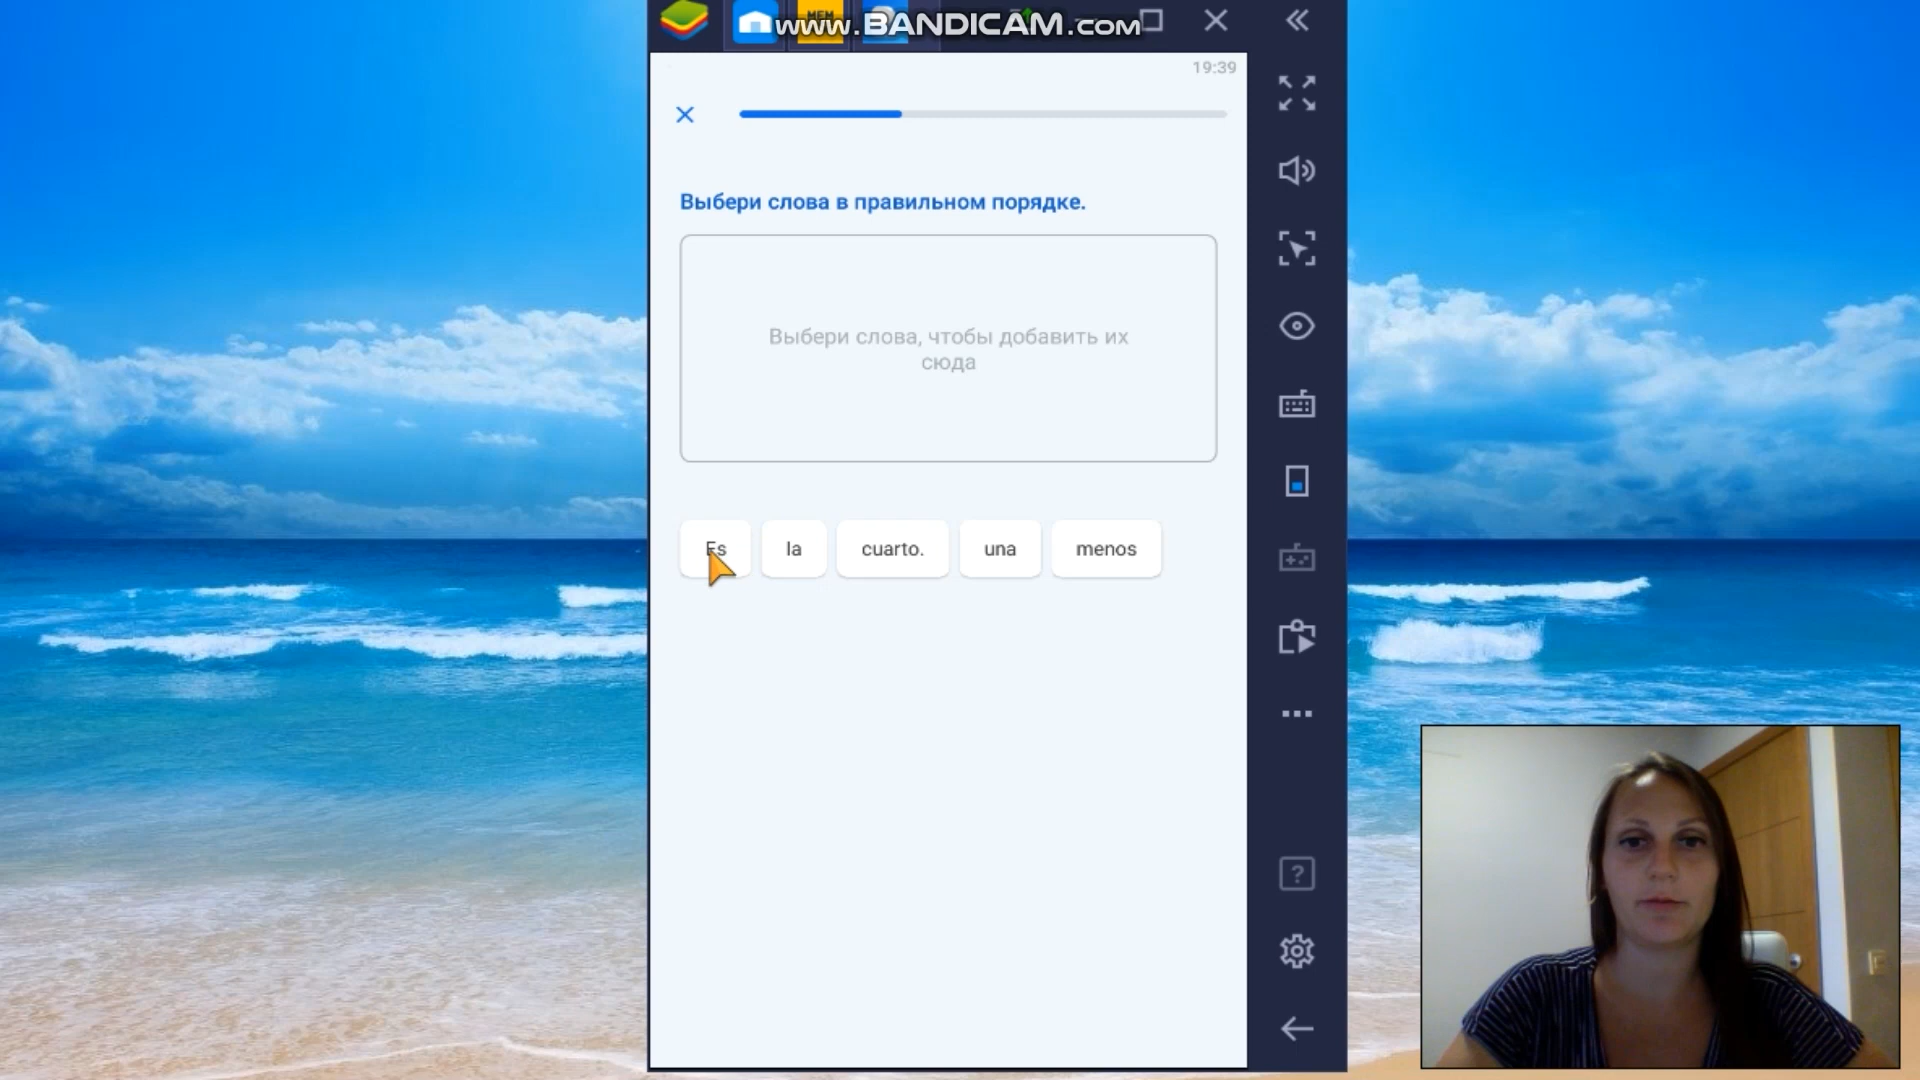 www.BANDICAM.com
19:39
Выбери слова в правильном порядке.
Выбери слова, чтобы добавить их
сюда
Es la cuarto. una menos